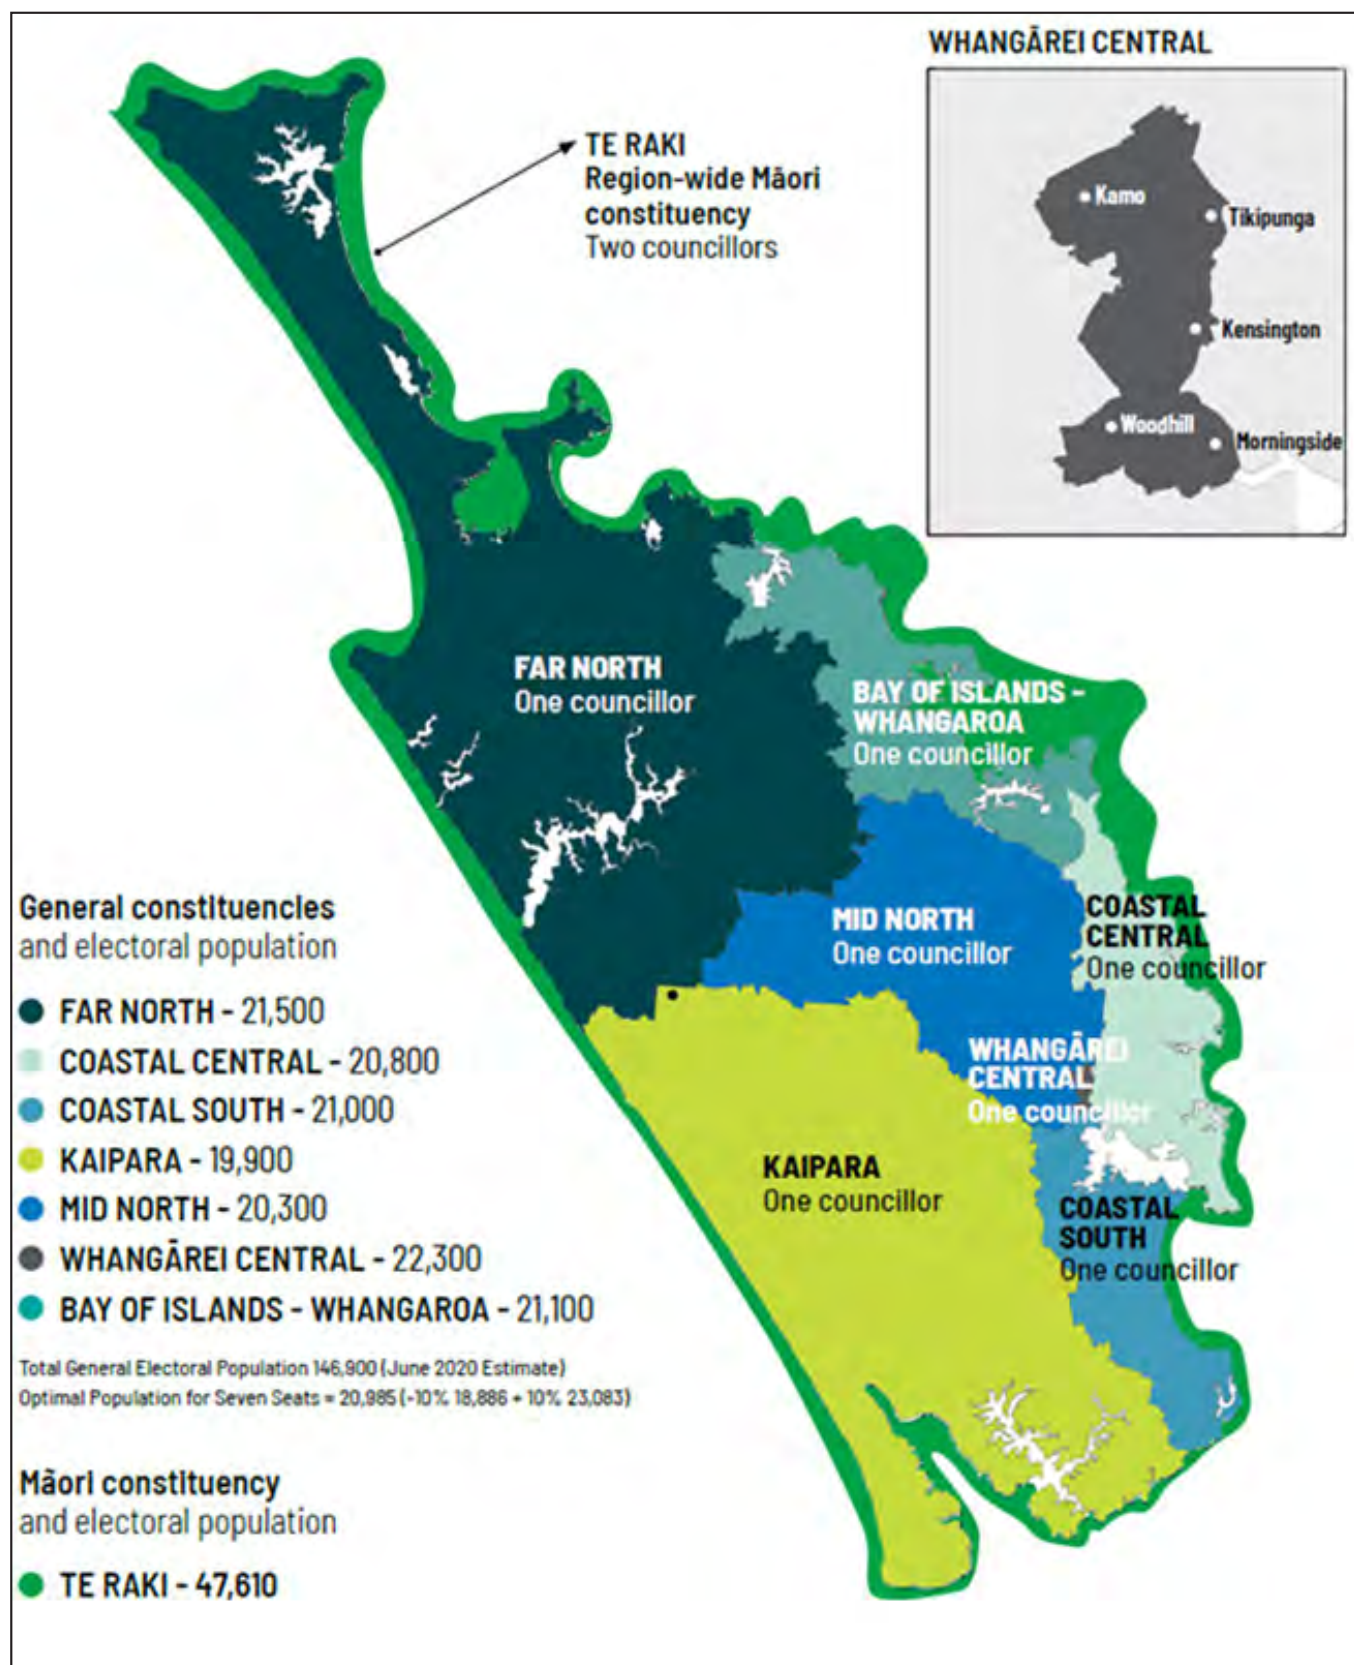 WHANGĀREI CENTRAL
Kamo
Tikipunga
Kensington
Woodhill
Morningside
TE RAKI
Region-wide Māori
constituency
Two councillors
FAR NORTH
One councillor
BAY OF ISLANDS -
WHANGAROA
One councillor
MID NORTH
One councillor
COASTAL
CENTRAL
One councillor
WHANGĀREI
CENTRAL
One councillor
KAIPARA
One councillor
COASTAL
SOUTH
One councillor
General constituencies
and electoral population
FAR NORTH - 21,500
COASTAL CENTRAL - 20,800
COASTAL SOUTH - 21,000
KAIPARA - 19,900
MID NORTH - 20,300
WHANGĀREI CENTRAL - 22,300
BAY OF ISLANDS - WHANGAROA - 21,100
Total General Electoral Population 146,900 (June 2020 Estimate)
Optimal Population for Seven Seats = 20,985 (-10% 18,886 + 10% 23,083)
Māori constituency
and electoral population
TE RAKI - 47,610